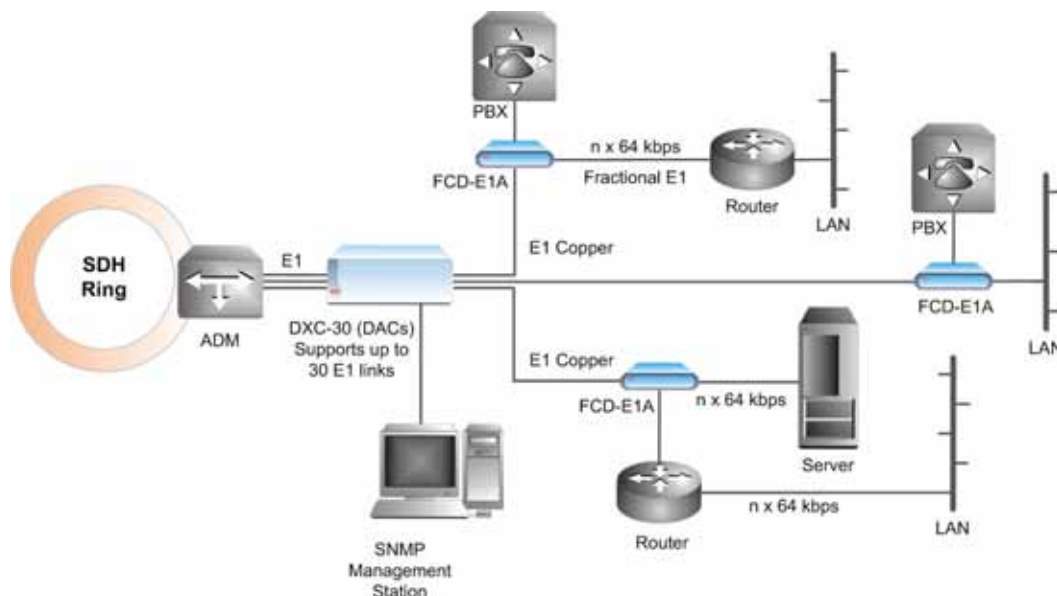 PBX
FCD-E1A
n x 64 kbps
Fractional E1
Router
LAN
PBX
FCD-E1A
LAN
SDH
Ring
ADM
E1
E1 Copper
DXC-30 (DACs)
Supports up to
30 E1 links
E1 Copper
FCD-E1A
n x 64 kbps
Server
Router
n x 64 kbps
LAN
SNMP
Management
Station